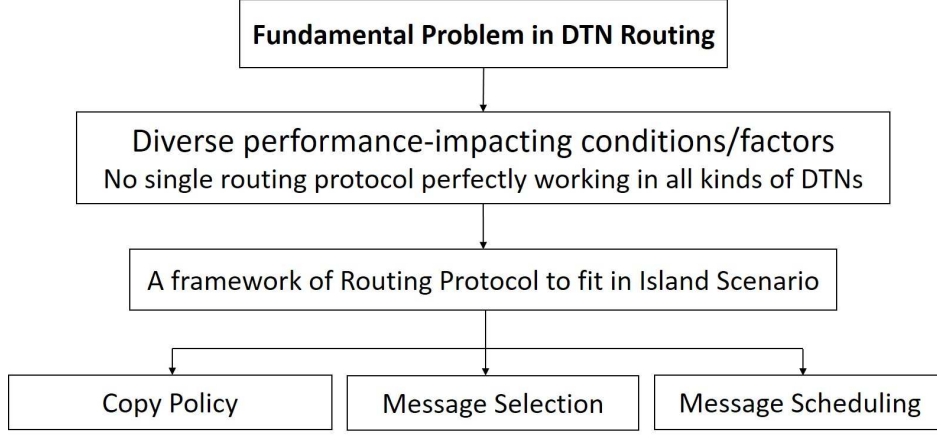 Fundamental Problem in DTN Routing
Diverse performance-impacting conditions/factors
No single routing protocol perfectly working in all kinds of DTNs
A framework of Routing Protocol to fit in Island Scenario
Copy Policy
Message Selection
Message Scheduling